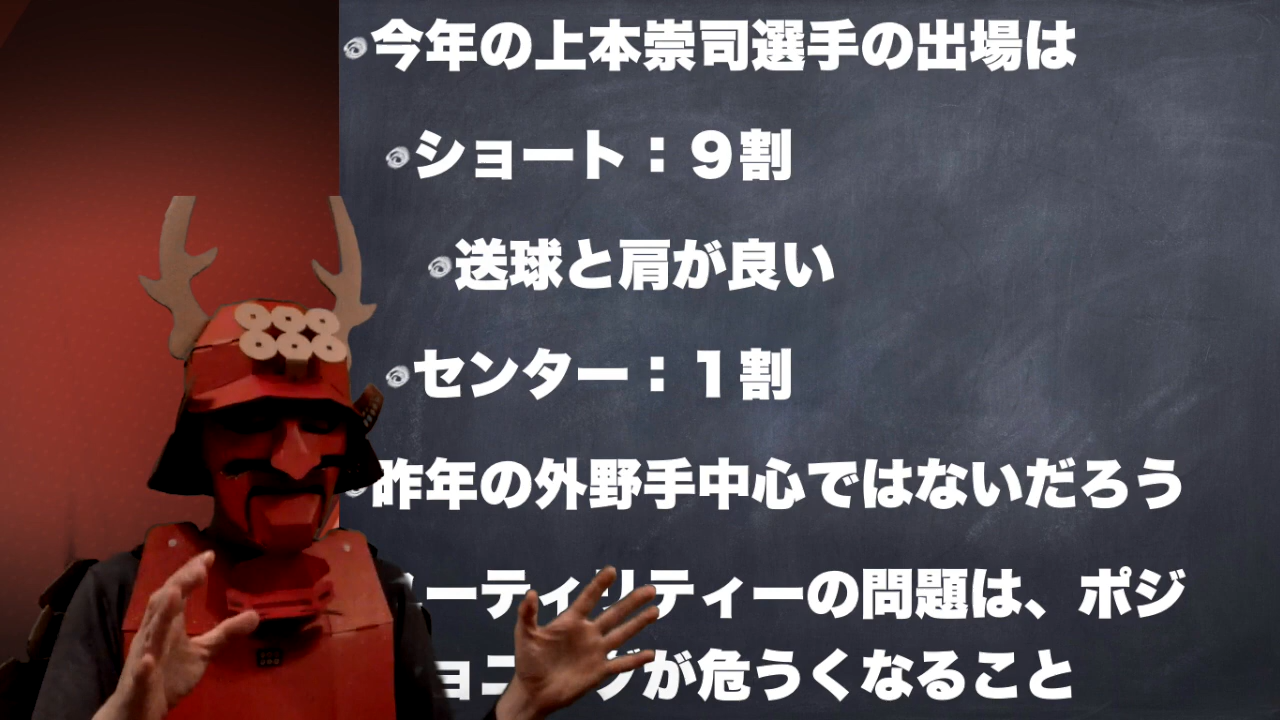 今年の上本崇司選手の出場は
ショート：９割
送球と肩が良い
センター：１割
昨年の外野手中心ではないだろう
ーティリティーの問題は、ポジ
ョニングが危うくなること